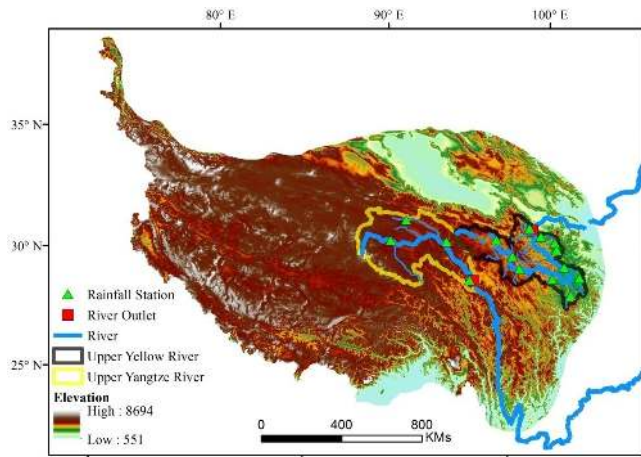 80° E 90° E 100° E
35° N
30° N
25° N
Rainfall Station
River Outlet
River
Upper Yellow River
Upper Yangtze River
Elevation
High : 8694
Low : 551
0 400 800
KMs